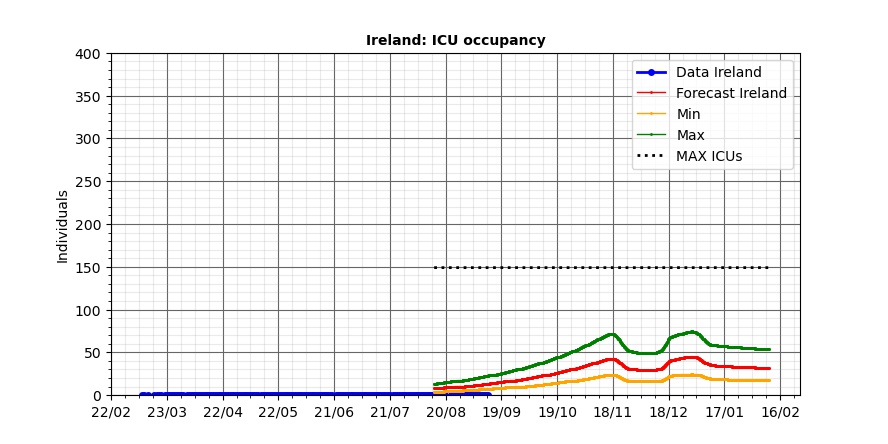 Ireland: ICU occupancy
Individuals
400
350
300
250
200
150
100
50
0
22/02 23/03 22/04 22/05 21/06 21/07 20/08 19/09 19/10 18/11 18/12 17/01 16/02
Data Ireland
Forecast Ireland
Min
Max
MAX ICUs